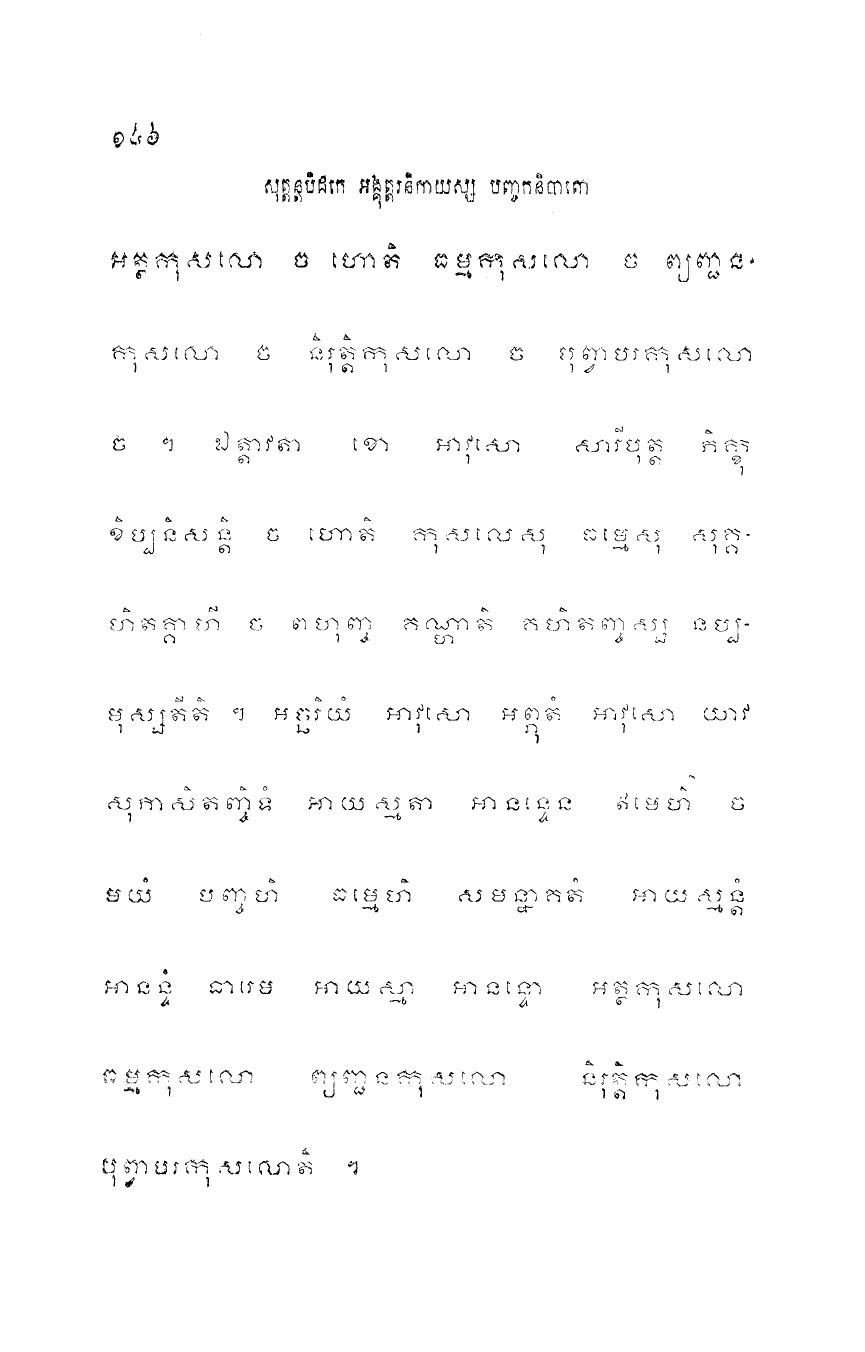 ១៤៦
សុត្តន្តបិដកេ អង្គុត្តរនិកាយស្ស បញ្ចកនិបាតោ
អត្ថកុសលោ ច ហោតិ ធម្មកុសលោ ច ព្យញ្ជន-
កុសលោ ច និរុត្តិកុសលោ ច បុព្វាបរកុសលោ
ច ។ ឯត្តាវតា ខោ អាវុសោ សារីបុត្ត ភិក្ខុ
ខិប្បនិសន្តិ ច ហោតិ កុសលេសុ ធម្មេសុ សុគ្គ-
ហិតគ្គាហី ច ពហុញ្ច គណ្ហាតិ គហិតញ្ចស្ស នប្ប-
មុស្សតីតិ ។ អច្ឆរិយំ អាវុសោ អព្ភុតំ អាវុសោ យាវ
សុភាសិតញ្ចិទំ អាយស្មតា អានន្ទេន ឥមេហិ ច
មយំ បញ្ចហិ ធម្មេហិ សមន្នាគតំ អាយស្មន្តំ
អានន្ទំ ធារេម អាយស្មា អានន្ទោ អត្ថកុសលោ
ធម្មកុសលោ ព្យញ្ជនកុសលោ និរុត្តិកុសលោ
បុព្វាបរកុសលោតិ ។